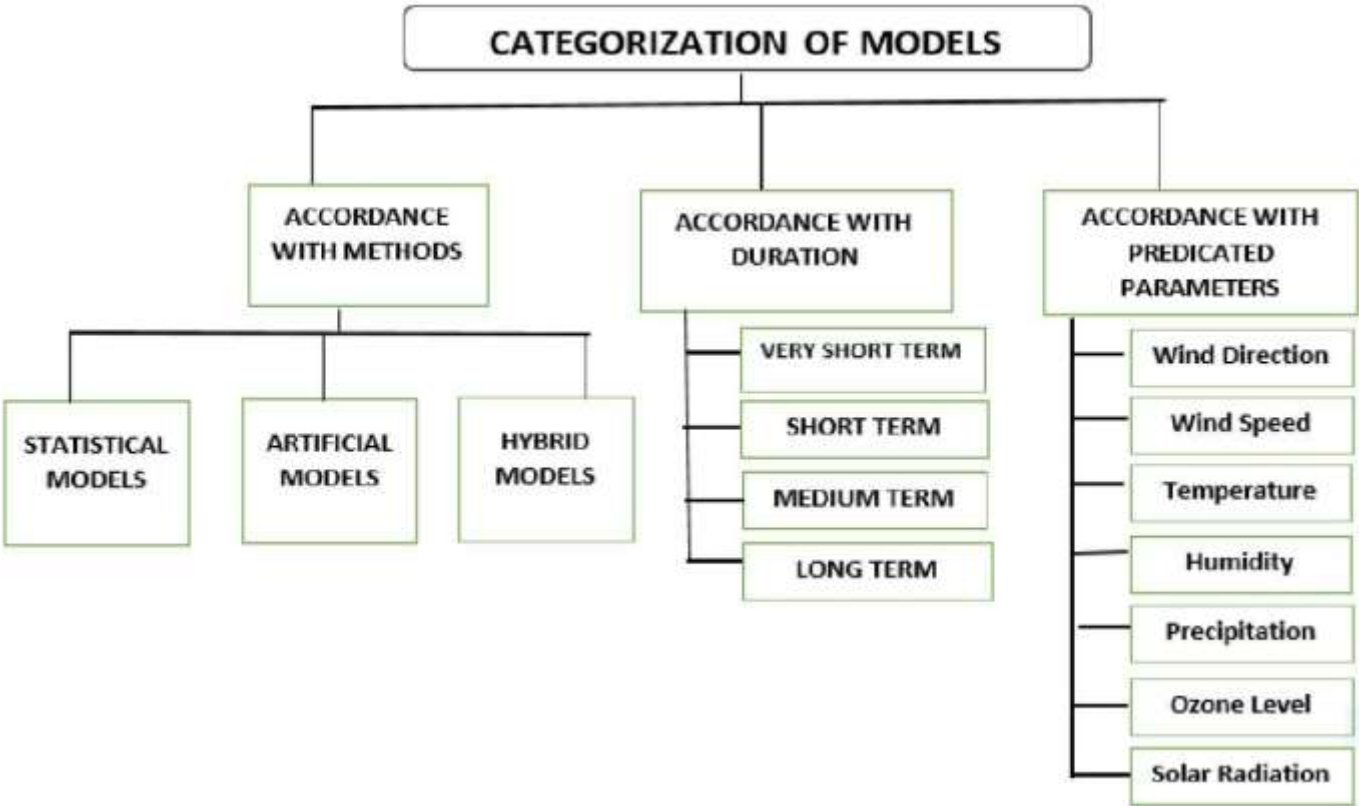 CATEGORIZATION OF MODELS
ACCORDANCE
WITH METHODS
STATISTICAL
MODELS
ARTIFICIAL
MODELS
HYBRID
MODELS
ACCORDANCE WITH
DURATION
VERY SHORT TERM
SHORT TERM
MEDIUM TERM
LONG TERM
ACCORDANCE WITH
PREDICATED
PARAMETERS
Wind Direction
Wind Speed
Temperature
Humidity
Precipitation
Ozone Level
Solar Radiation